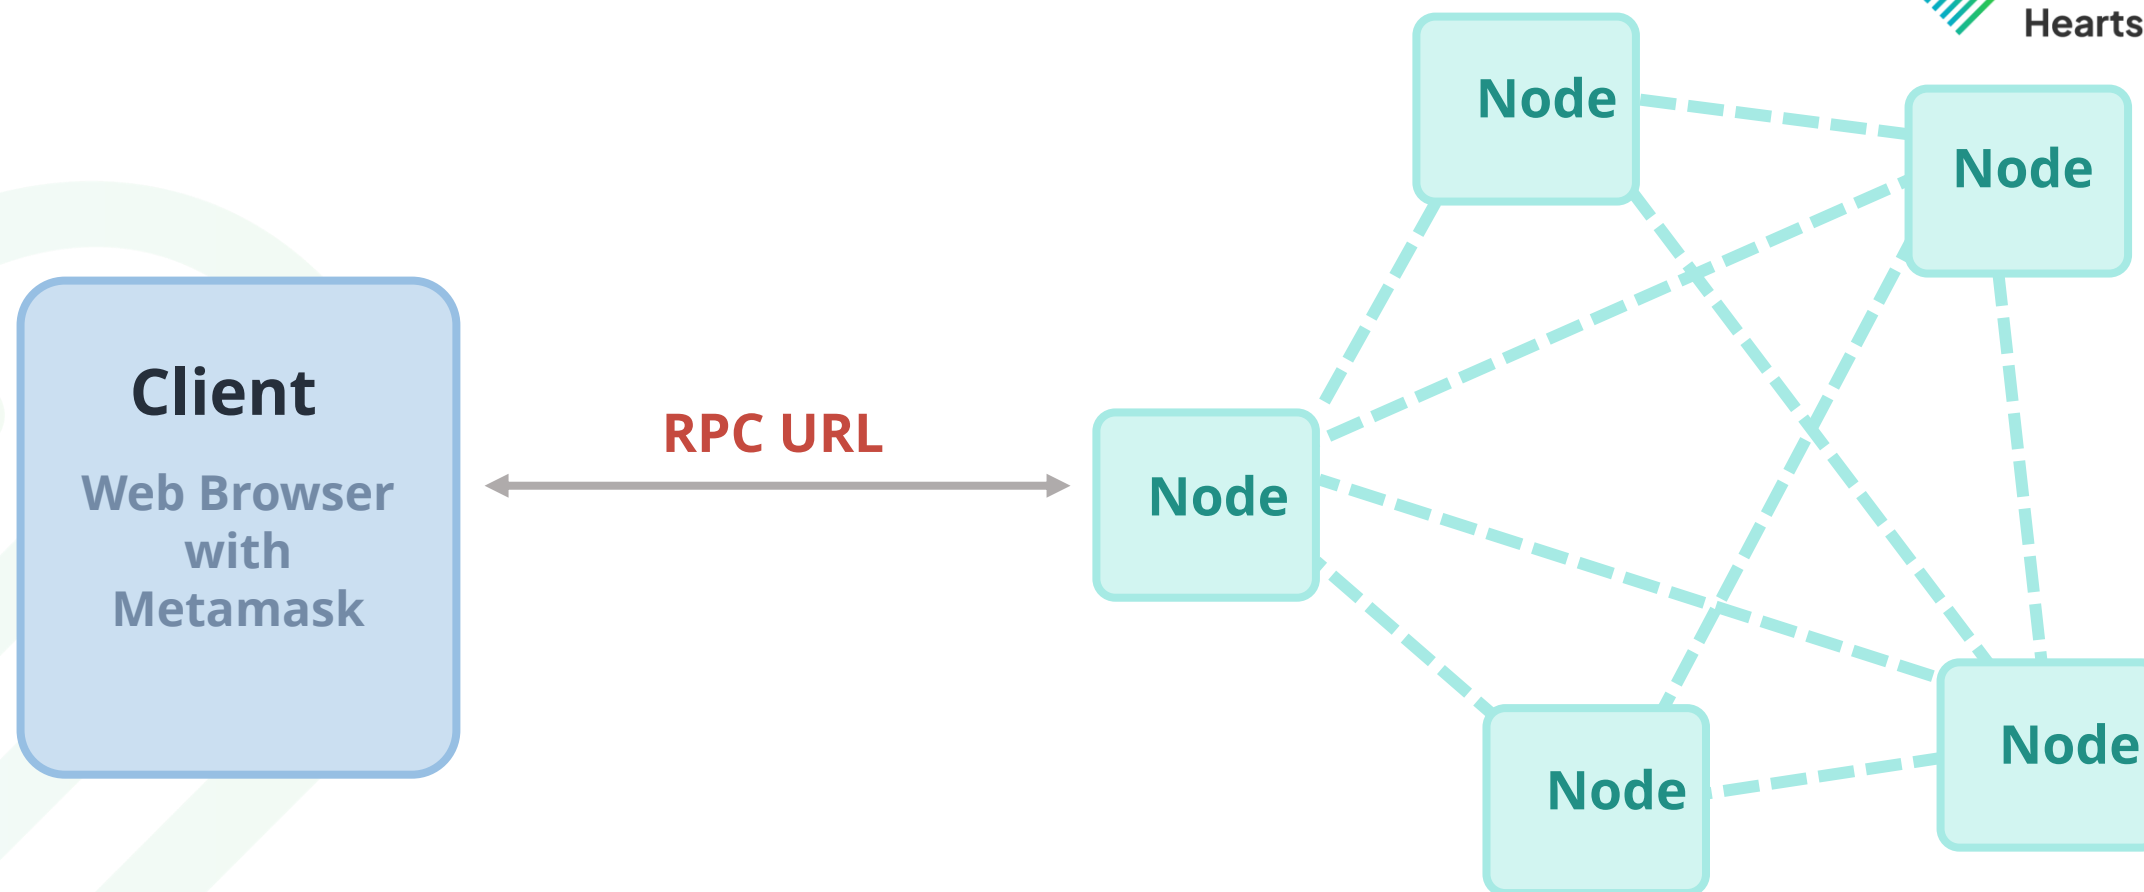 Hearts
Node
Node
Client
RPC URL
Web Browser
with
Metamask
Node
Node
Node